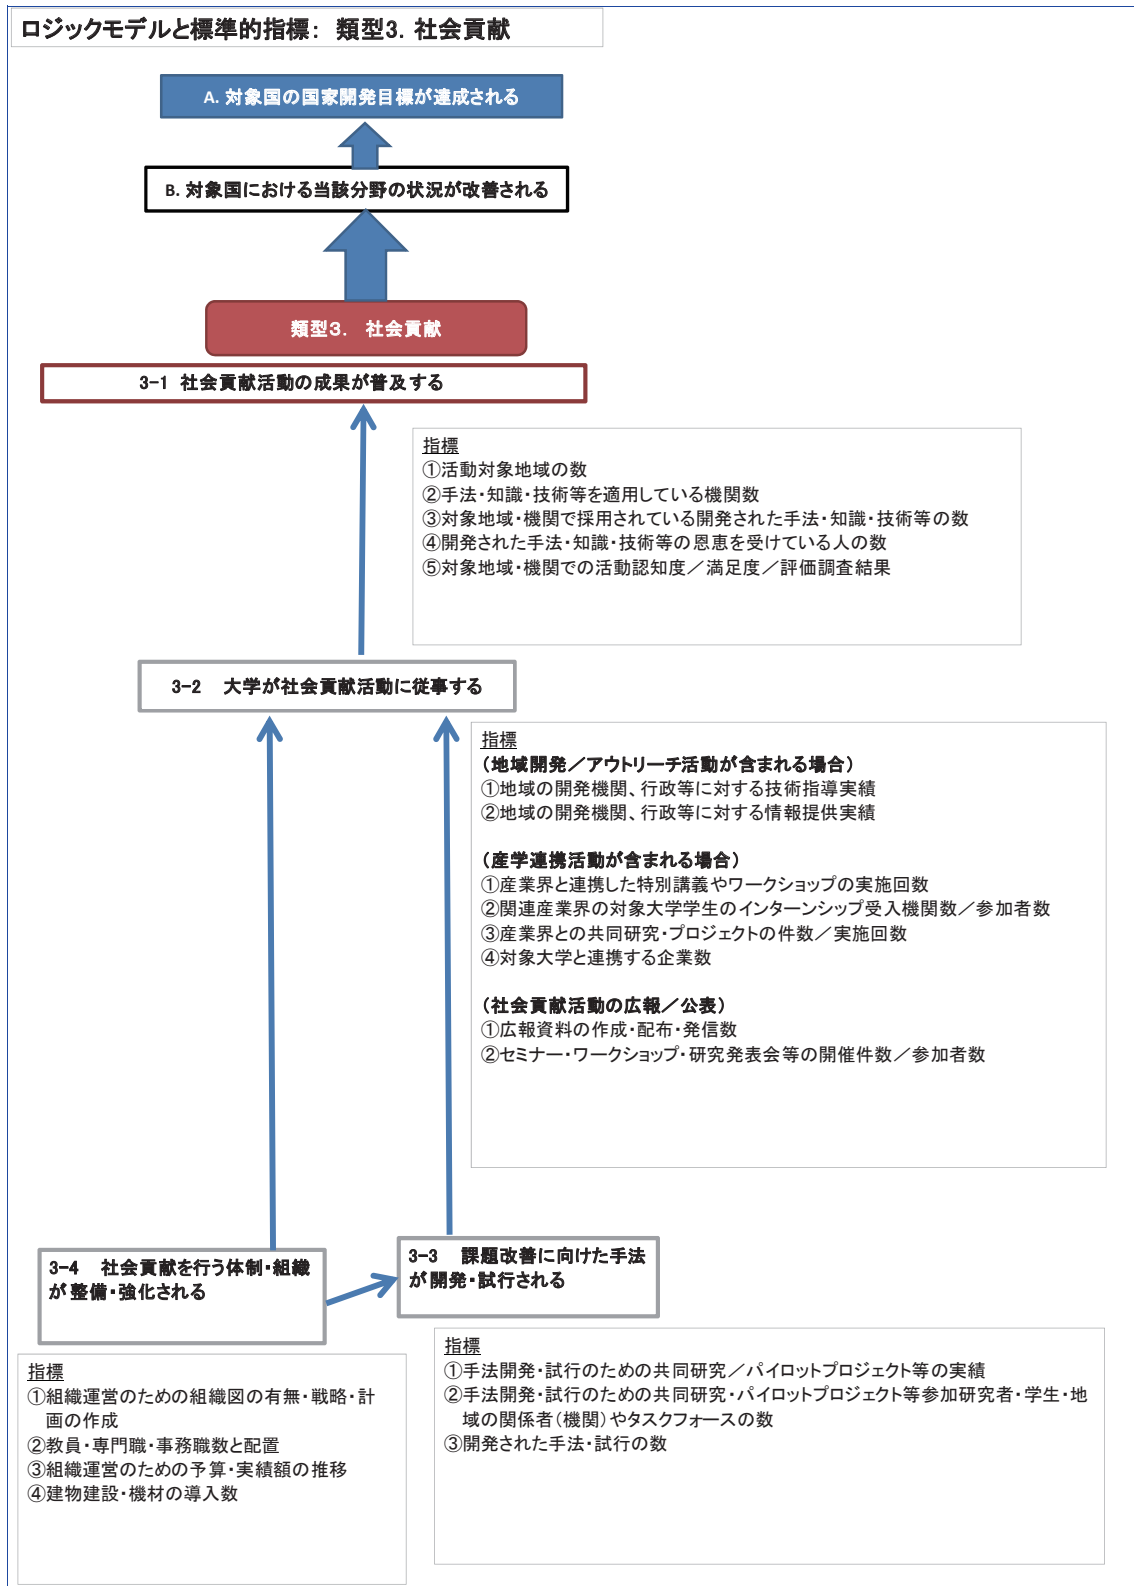 ロジックモデルと標準的指標： 類型3．社会貢献
A. 対象国の国家開発目標が達成される
B. 対象国における当該分野の状況が改善される
類型3． 社会貢献
3-1 社会貢献活動の成果が普及する
指標
①活動対象地域の数
②手法・知識・技術等を適用している機関数
③対象地域・機関で採用されている開発された手法・知識・技術等の数
④開発された手法・知識・技術等の恩恵を受けている人の数
⑤対象地域・機関での活動認知度／満足度／評価調査結果
3-2 大学が社会貢献活動に従事する
指標
（地域開発／アウトリーチ活動が含まれる場合）
①地域の開発機関、行政等に対する技術指導実績
②地域の開発機関、行政等に対する情報提供実績
（産学連携活動が含まれる場合）
①産業界と連携した特別講義やワークショップの実施回数
②関連産業界の対象大学学生のインターンシップ受入機関数／参加者数
③産業界との共同研究・プロジェクトの件数／実施回数
④対象大学と連携する企業数
（社会貢献活動の広報／公表）
①広報資料の作成・配布・発信数
②セミナー・ワークショップ・研究発表会等の開催件数／参加者数
3-4 社会貢献を行う体制・組織
が整備・強化される
3-3 課題改善に向けた手法
が開発・試行される
指標
①組織運営のための組織図の有無・戦略・計
画の作成
②教員・専門職・事務職数と配置
③組織運営のための予算・実績額の推移
④建物建設・機材の導入数
指標
①手法開発・試行のための共同研究／パイロットプロジェクト等の実績
②手法開発・試行のための共同研究・パイロットプロジェクト等参加研究者・学生・地
域の関係者（機関）やタスクフォースの数
③開発された手法・試行の数